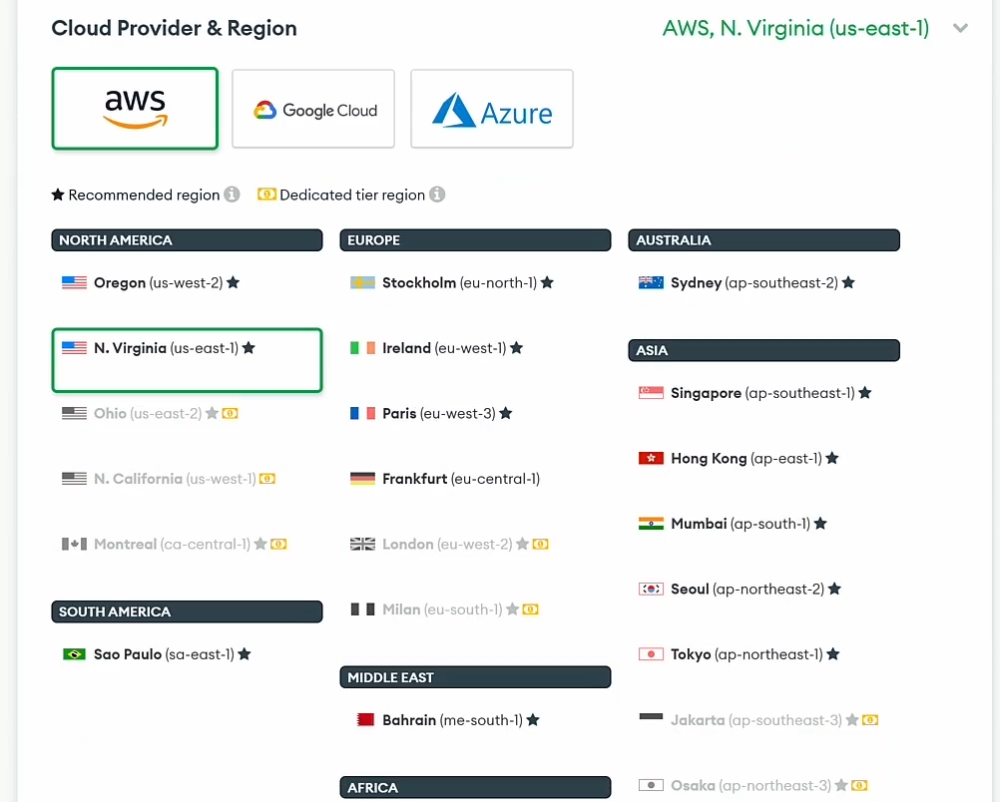 Cloud Provider & Region
AWS, N. Virginia (us-east-1)
aws
Google Cloud
Azure
Recommended region
Dedicated tier region
NORTH AMERICA
Oregon (us-west-2)
N. Virginia (us-east-1)
Ohio (us-east-2)
N. California (us-west-1)
Montreal (ca-central-1)
SOUTH AMERICA
Sao Paulo (sa-east-1)
EUROPE
Stockholm (eu-north-1)
Ireland (eu-west-1)
Paris (eu-west-3)
Frankfurt (eu-central-1)
London (eu-west-2)
Milan (eu-south-1)
MIDDLE EAST
Bahrain (me-south-1)
AFRICA
AUSTRALIA
Sydney (ap-southeast-2)
ASIA
Singapore (ap-southeast-1)
Hong Kong (ap-east-1)
Mumbai (ap-south-1)
Seoul (ap-northeast-2)
Tokyo (ap-northeast-1)
Jakarta (ap-southeast-3)
Osaka (ap-northeast-3)